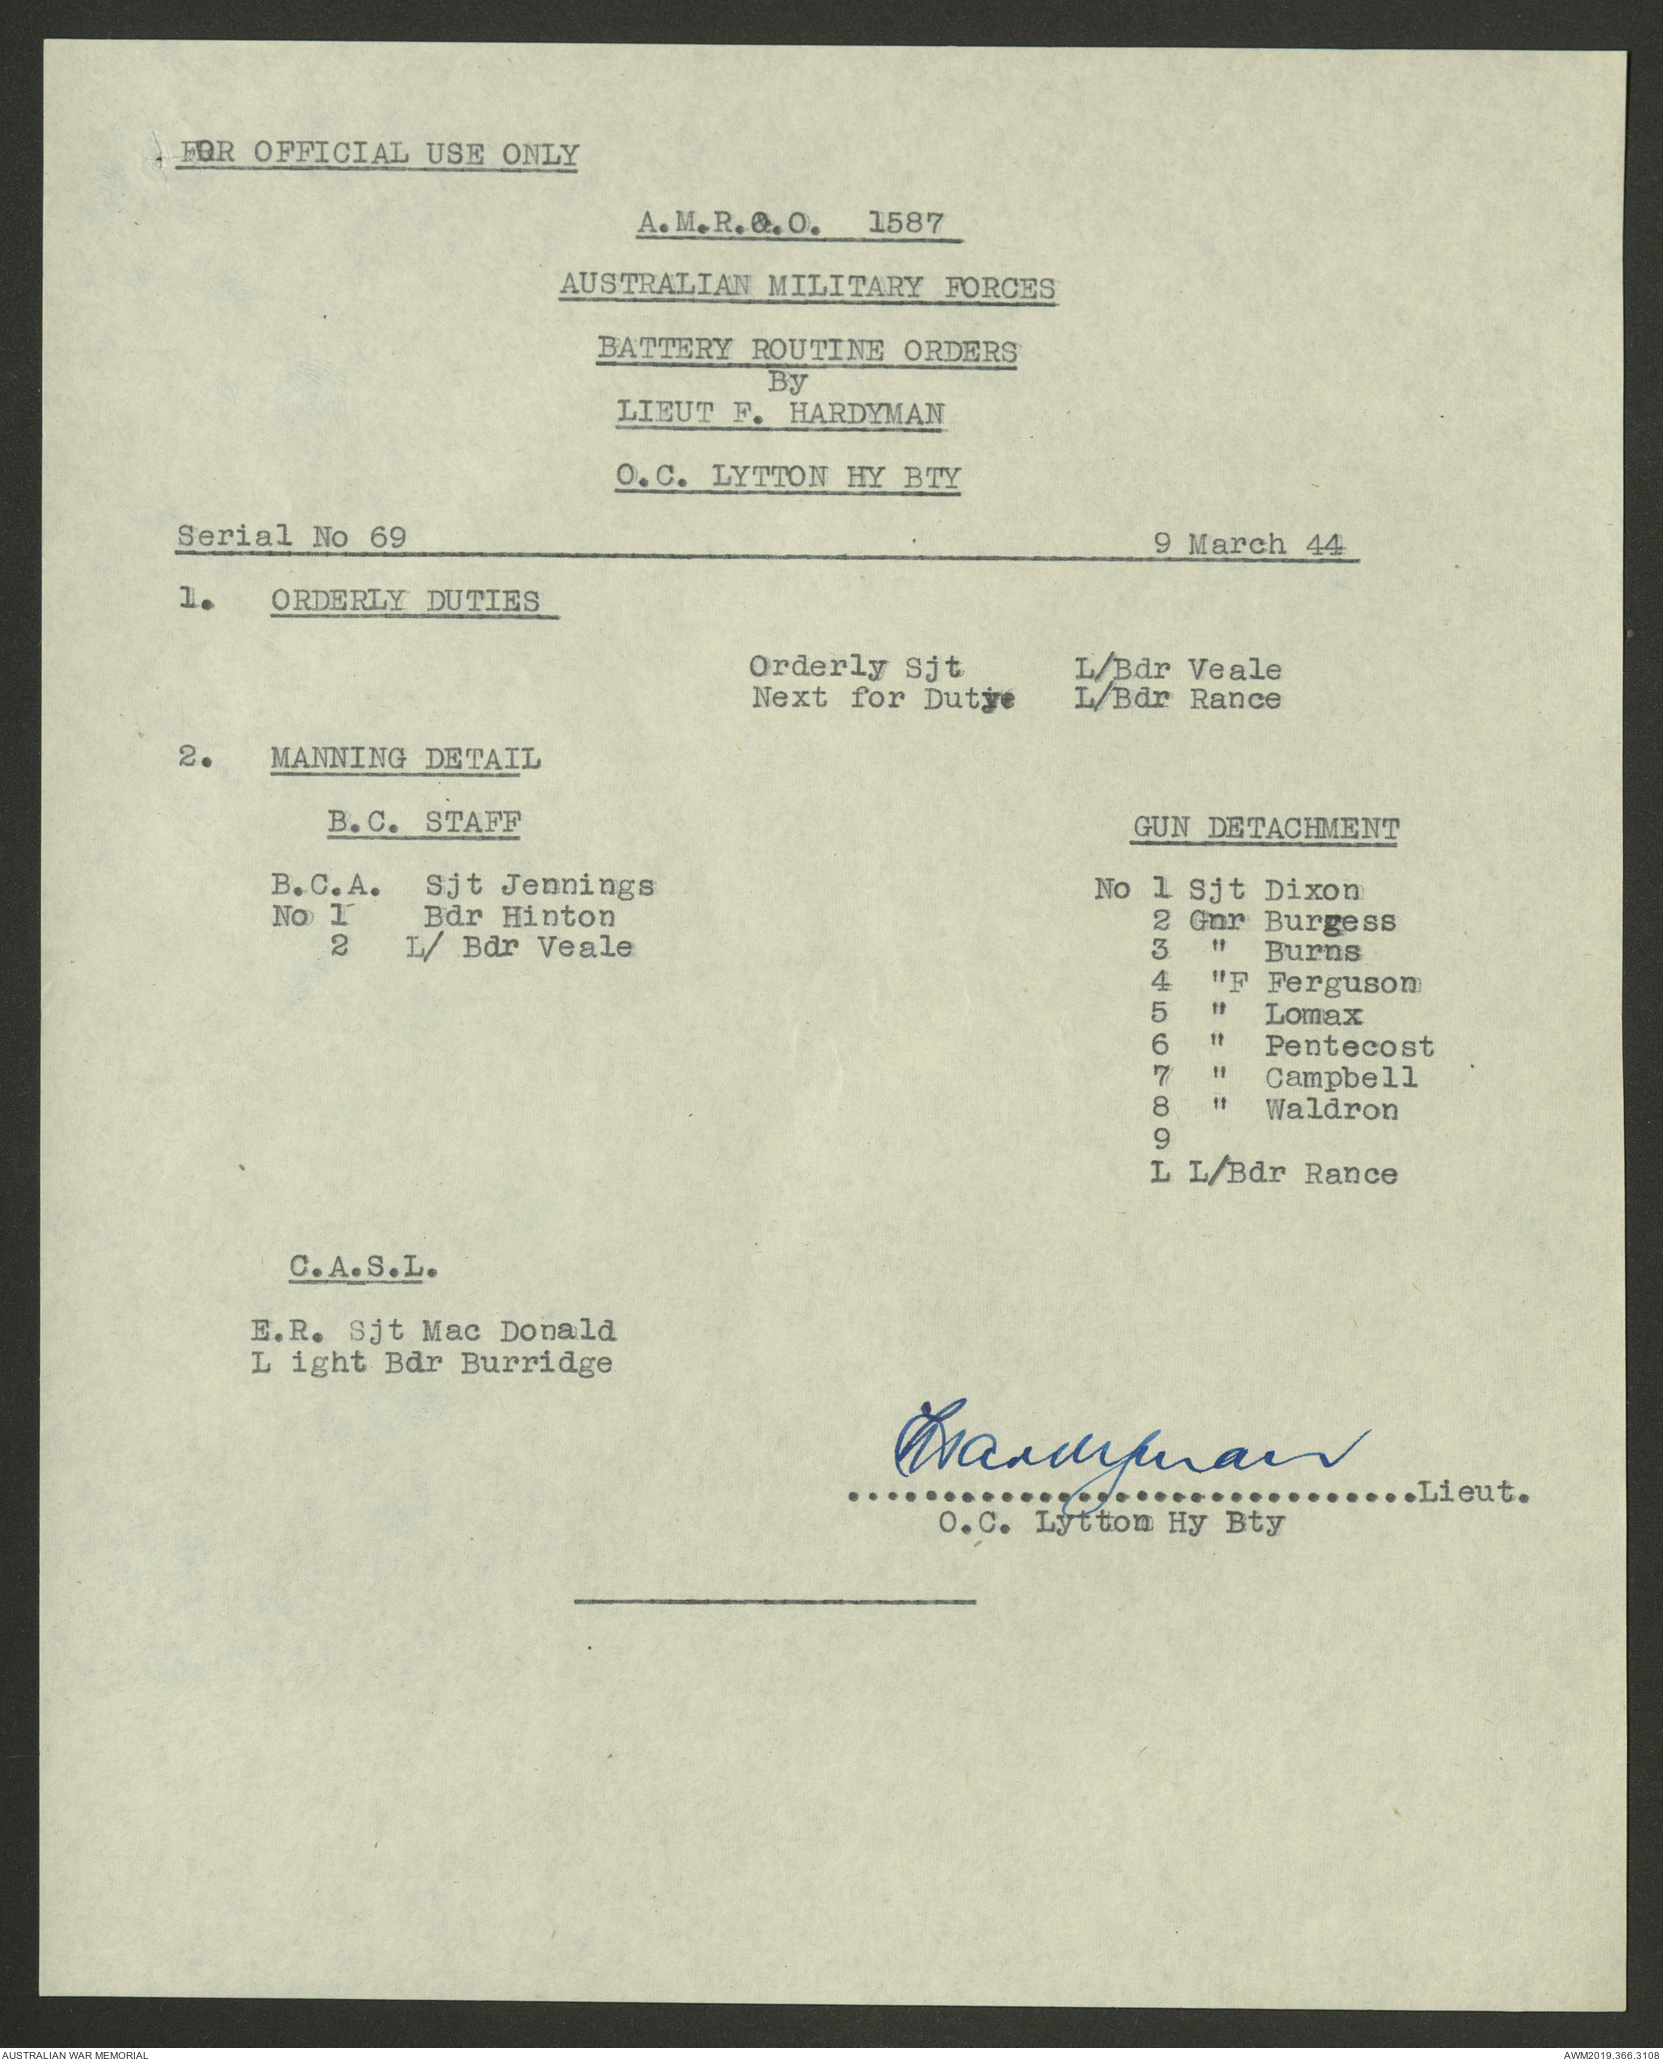 FOR OFFICIAL USE ONLY
A.M.R.&.O. 1587
AUSTRALIAN MILITARY FORCES
BATTERY ROUTINE ORDERS
By
LIEUT F. HARDYMAN
O.C. LYTTON HY BTY
Serial No 69 9 March 44
1. ORDERLY DUTIES
Orderly Sjt L/Bdr Veale
Next for Duty L/Bdr Rance
2. MANNING DETAIL
B.C. STAFF
B.C.A. Sjt Jennings
No 1 Bdr Hinton
2 L/ Bdr Veale
GUN DETACHMENT
No 1 Sjt Dixon
2 Gnr Burgess
3 " Burns
4 "F Ferguson
5 " Lomax
6 " Pentecost
7 " Campbell
8 " Waldron
9
L L/Bdr Rance
C.A.S.L.
E.R. Sjt Mac Donald
L ight Bdr Burridge
FHardyman
..............................Lieut.
O.C. Lytton Hy Bty
AUSTRALIAN WAR MEMORIAL AWM2019.366.3108